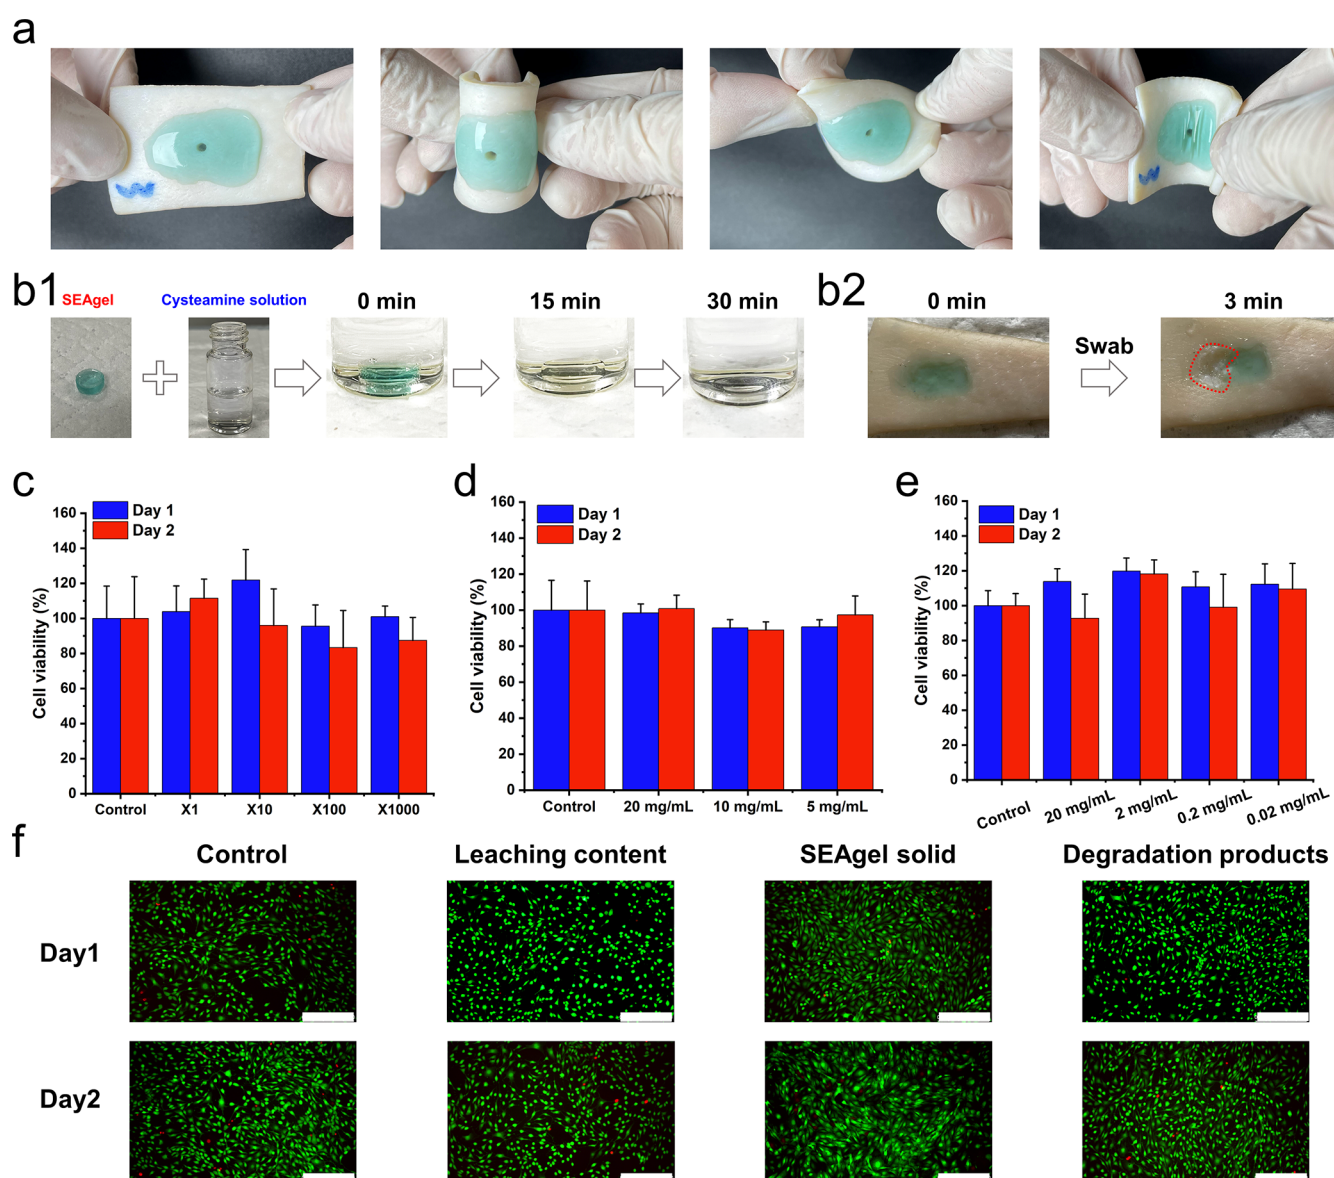 a
b1
SEAgel
Cysteamine solution
0 min
15 min
30 min
b2
0 min
Swab
3 min
c
Day 1
Day 2
Cell viability (%)
160
140
120
100
80
60
40
20
0
Control X1 X10 X100 X1000
d
Day 1
Day 2
Cell viability (%)
160
140
120
100
80
60
40
20
0
Control 20 mg/mL 10 mg/mL 5 mg/mL
e
Day 1
Day 2
Cell viability (%)
160
140
120
100
80
60
40
20
0
Control 20 mg/mL 2 mg/mL 0.2 mg/mL 0.02 mg/mL
f
Control Leaching content SEAgel solid Degradation products
Day1
Day2